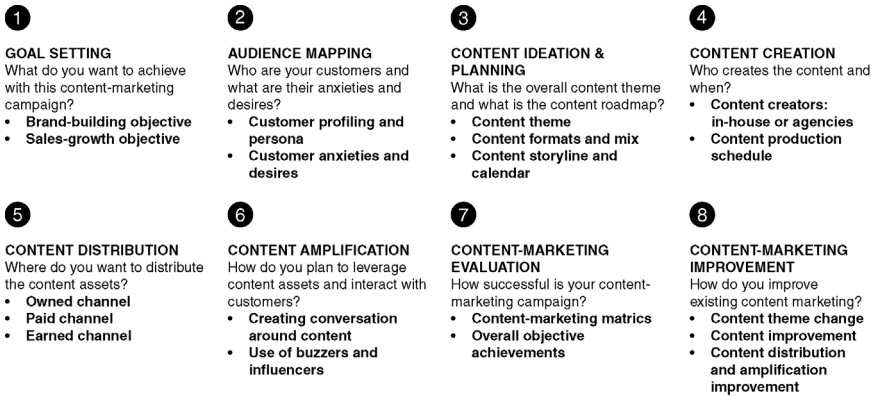 1
GOAL SETTING
What do you want to achieve
with this content-marketing
campaign?
• Brand-building objective
• Sales-growth objective
2
AUDIENCE MAPPING
Who are your customers and
what are their anxieties and
desires?
• Customer profiling and
persona
• Customer anxieties and
desires
3
CONTENT IDEATION &
PLANNING
What is the overall content theme
and what is the content roadmap?
• Content theme
• Content formats and mix
• Content storyline and
calendar
4
CONTENT CREATION
Who creates the content and
when?
• Content creators:
in-house or agencies
• Content production
schedule
5
CONTENT DISTRIBUTION
Where do you want to distribute
the content assets?
• Owned channel
• Paid channel
• Earned channel
6
CONTENT AMPLIFICATION
How do you plan to leverage
content assets and interact with
customers?
• Creating conversation
around content
• Use of buzzers and
influencers
7
CONTENT-MARKETING
EVALUATION
How successful is your content-
marketing campaign?
• Content-marketing matrics
• Overall objective
achievements
8
CONTENT-MARKETING
IMPROVEMENT
How do you improve
existing content marketing?
• Content theme change
• Content improvement
• Content distribution
and amplification
improvement